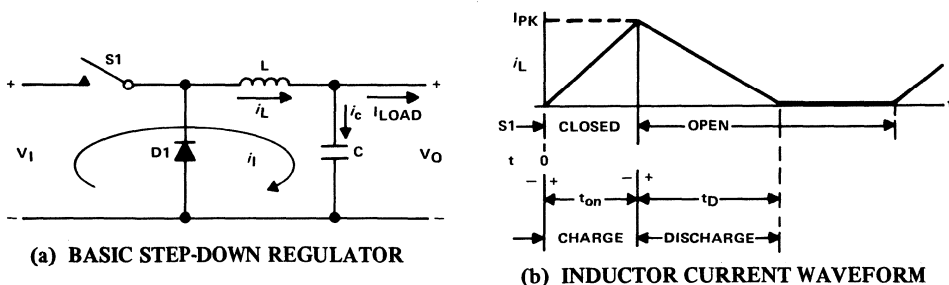 S1
L
+
+
iL
ic
ILOAD
VI
D1
iI
C
VO
−
−
(a) BASIC STEP-DOWN REGULATOR
IPK
iL
S1
CLOSED
OPEN
t
0
− +
− +
ton
tD
CHARGE
DISCHARGE
(b) INDUCTOR CURRENT WAVEFORM